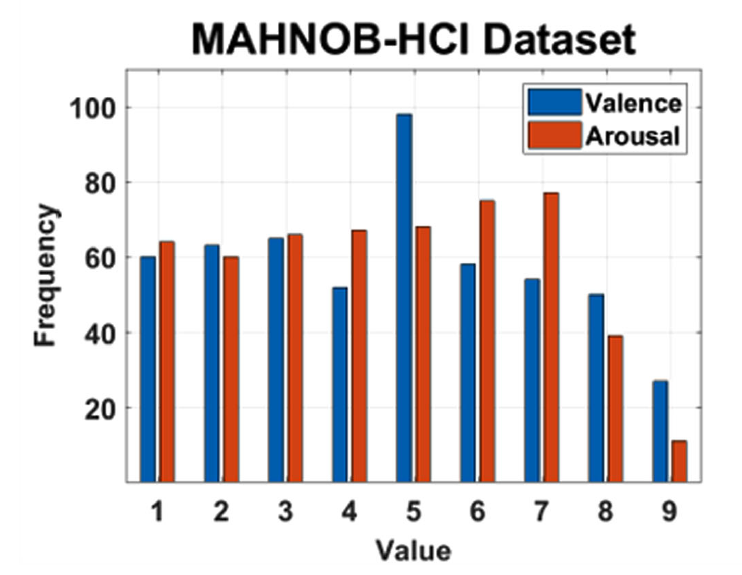 MAHNOB-HCI Dataset
Valence
Arousal
Frequency
100
80
60
40
20
1 2 3 4 5 6 7 8 9
Value